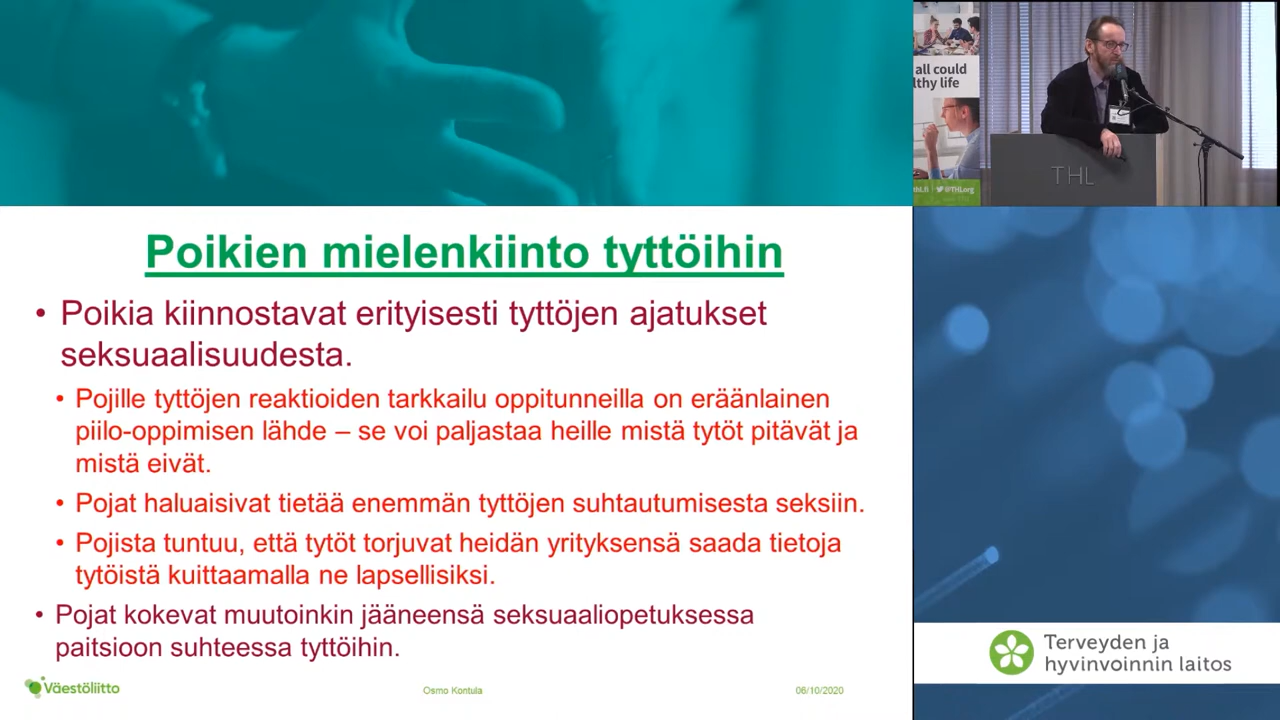 all could
lthy life
thl.fi
@THLorg
THL
Poikien mielenkiinto tyttöihin
• Poikia kiinnostavat erityisesti tyttöjen ajatukset
seksuaalisuudesta.
• Pojille tyttöjen reaktioiden tarkkailu oppitunneilla on eräänlainen
piilo-oppimisen lähde – se voi paljastaa heille mistä tytöt pitävät ja
mistä eivät.
• Pojat haluaisivat tietää enemmän tyttöjen suhtautumisesta seksiin.
• Pojista tuntuu, että tytöt torjuvat heidän yrityksensä saada tietoja
tytöistä kuittaamalla ne lapsellisiksi.
• Pojat kokevat muutoinkin jääneensä seksuaaliopetuksessa
paitsioon suhteessa tyttöihin.
Väestöliitto
Osmo Kontula
06/10/2020
Terveyden ja
hyvinvoinnin laitos